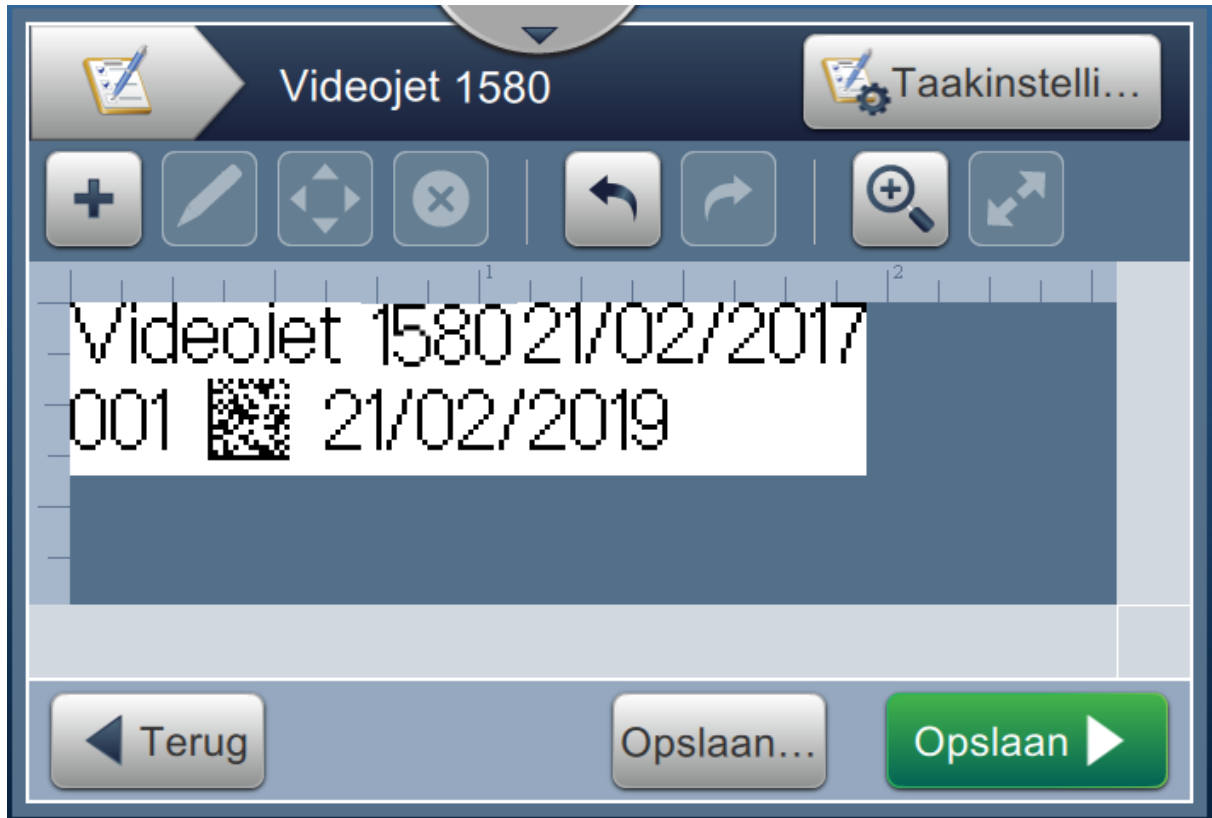 Videojet 1580
Taakinstelli...
1 2
Videojet 1580 21/02/2017
001 21/02/2019
Terug
Opslaan...
Opslaan